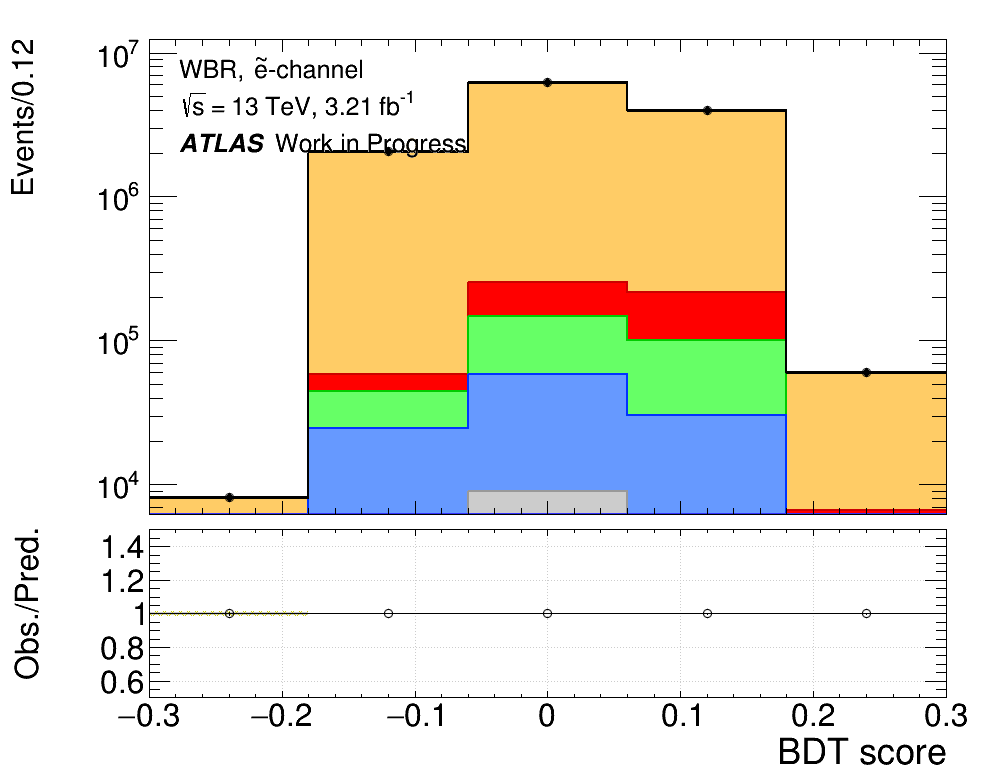 Events/0.12
10⁷
10⁶
10⁵
10⁴
WBR, ẽ-channel
√s = 13 TeV, 3.21 fb⁻¹
ATLAS Work in Progress
Obs./Pred.
1.4
1.2
1
0.8
0.6
−0.3 −0.2 −0.1 0 0.1 0.2 0.3
BDT score